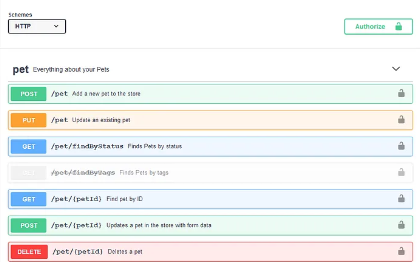 Schemes
HTTP
Authorize
pet Everything about your Pets
POST /pet Add a new pet to the store
PUT /pet Update an existing pet
GET /pet/findByStatus Finds Pets by status
/pet/findByTags Finds Pets by tags
GET /pet/{petId} Find pet by ID
POST /pet/{petId} Updates a pet in the store with form data
DELETE /pet/{petId} Deletes a pet